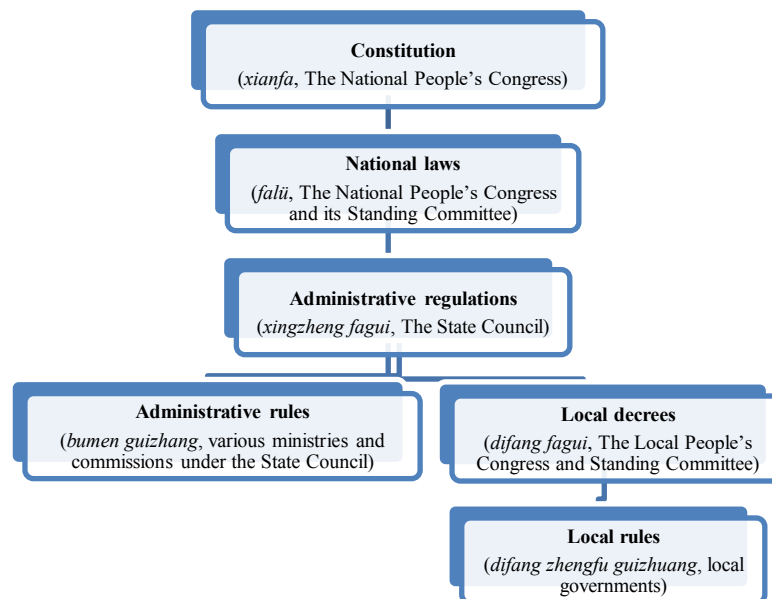 Constitution
(xianfa, The National People's Congress)
National laws
(falü, The National People's Congress
and its Standing Committee)
Administrative regulations
(xingzheng fagui, The State Council)
Administrative rules
(bumen guizhang, various ministries and
commissions under the State Council)
Local decrees
(difang fagui, The Local People's
Congress and Standing Committee)
Local rules
(difang zhengfu guizhuang, local
governments)